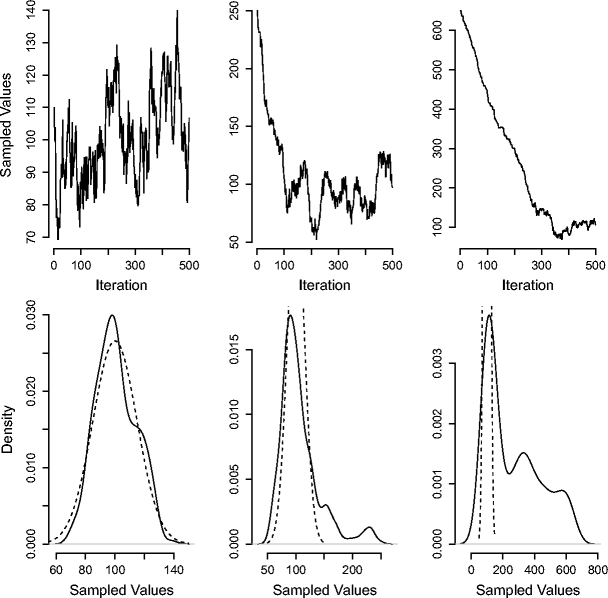 140
130
120
110
100
90
80
70
Sampled Values
0 100 300 500
Iteration
250
200
150
100
50
0 100 300 500
Iteration
600
500
400
300
200
100
0 100 300 500
Iteration
0.030
0.020
0.010
0.000
Density
60 80 100 140
Sampled Values
0.015
0.010
0.005
0.000
50 100 200
Sampled Values
0.003
0.002
0.001
0.000
0 200 400 600 800
Sampled Values